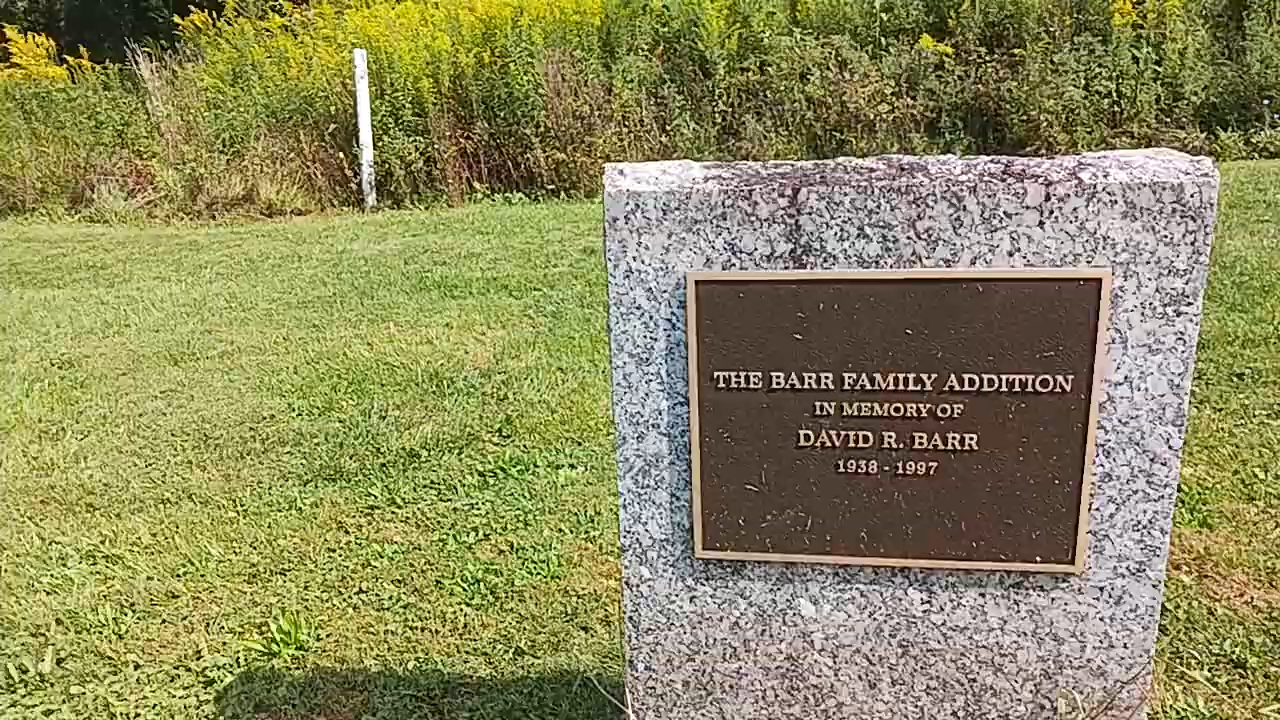 THE BARR FAMILY ADDITION
IN MEMORY OF
DAVID R. BARR
1938 - 1997